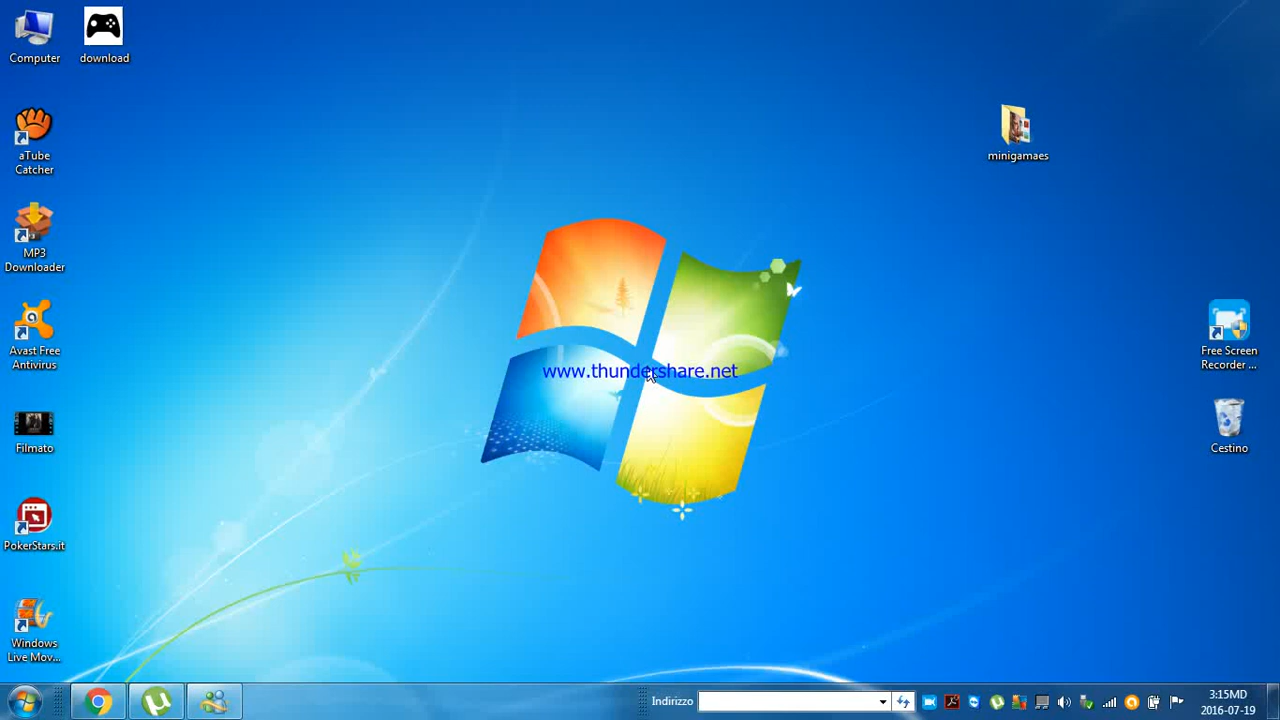 Computer
download
aTube
Catcher
MP3
Downloader
Avast Free
Antivirus
Filmato
PokerStars.it
Windows
Live Mov...
minigamaes
www.thundershare.net
Free Screen
Recorder ...
Cestino
Indirizzo
3:15MD
2016-07-19